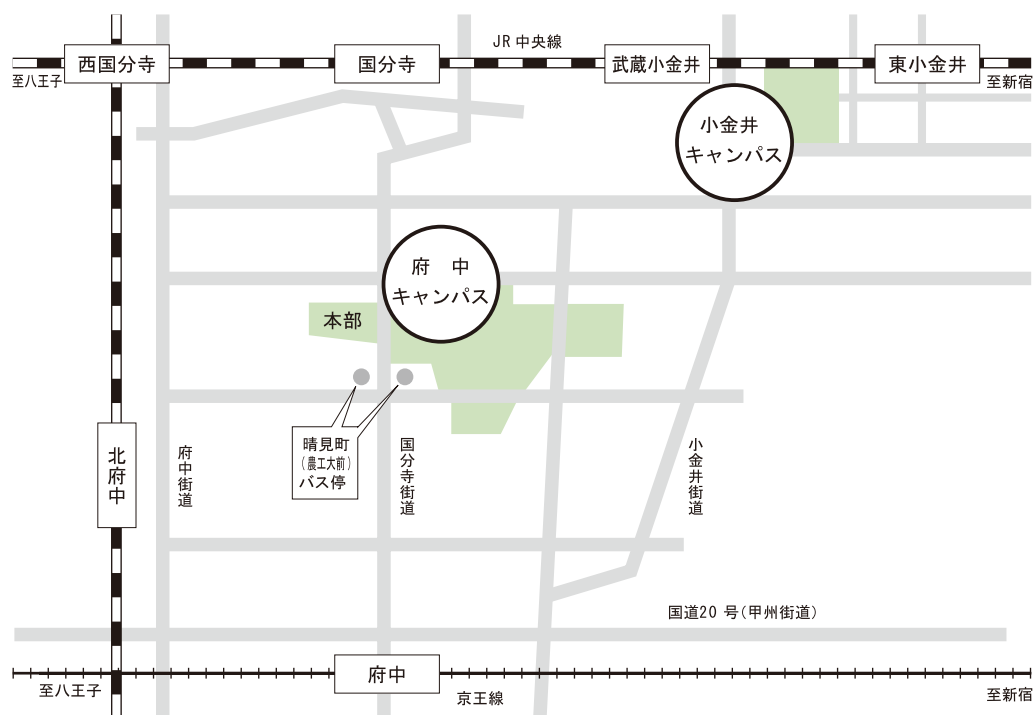 JR 中央線
西国分寺
国分寺
武蔵小金井
東小金井
至八王子
至新宿
小金井
キャンパス
府 中
キャンパス
本部
晴見町
(農工大前)
バス停
北府中
府中街道
国分寺街道
小金井街道
国道20 号(甲州街道)
府中
至八王子
京王線
至新宿